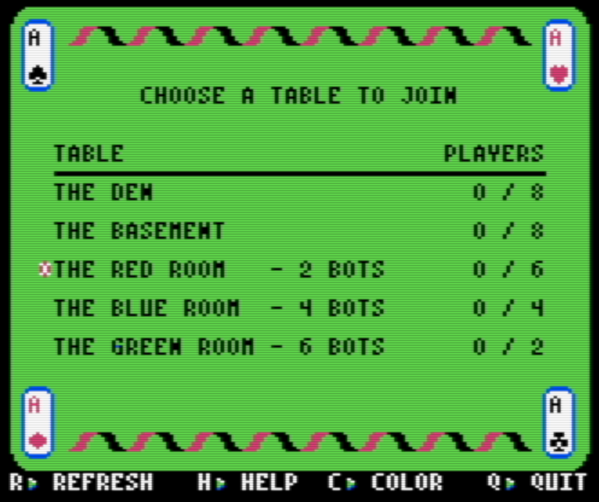 A A
CHOOSE A TABLE TO JOIN
TABLE PLAYERS
THE DEN 0 / 8
THE BASEMENT 0 / 8
THE RED ROOM - 2 BOTS 0 / 6
THE BLUE ROOM - 4 BOTS 0 / 4
THE GREEN ROOM - 6 BOTS 0 / 2
A A
R▸ REFRESH H▸ HELP C▸ COLOR Q▸ QUIT